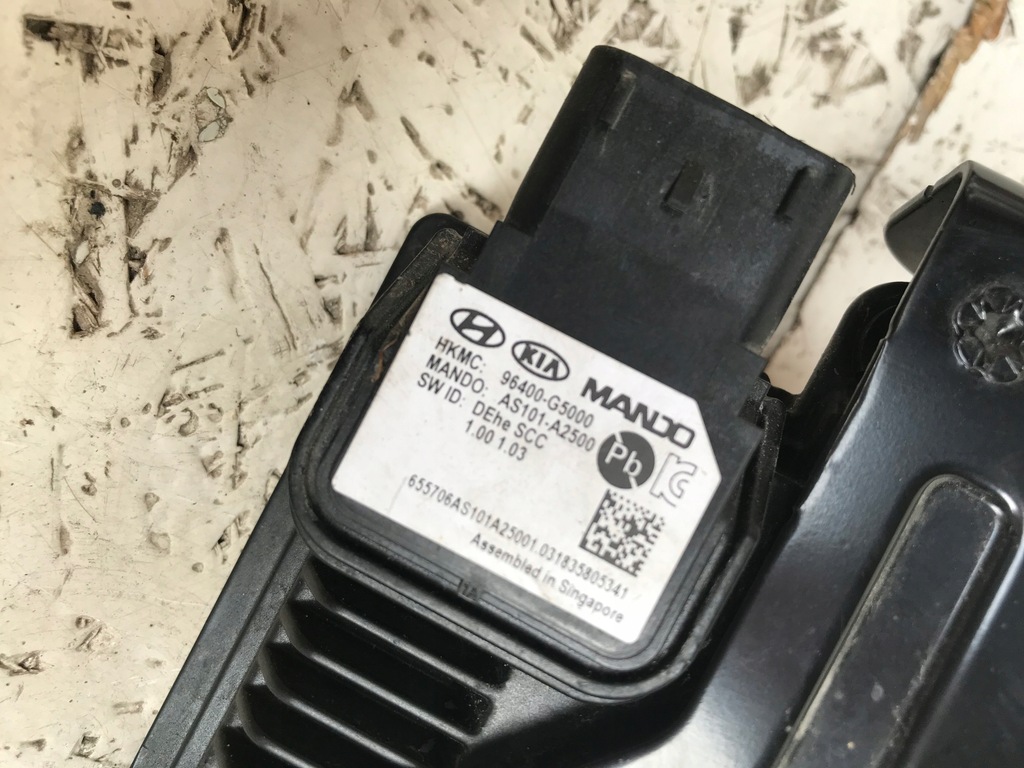 KIA MANDO
HKMC: 96400-G5000
MANDO: AS101-A2500
SW ID: DEhe SCC
1.00 1.03
Pb
655706AS101A25001.031835805341
Assembled in Singapore